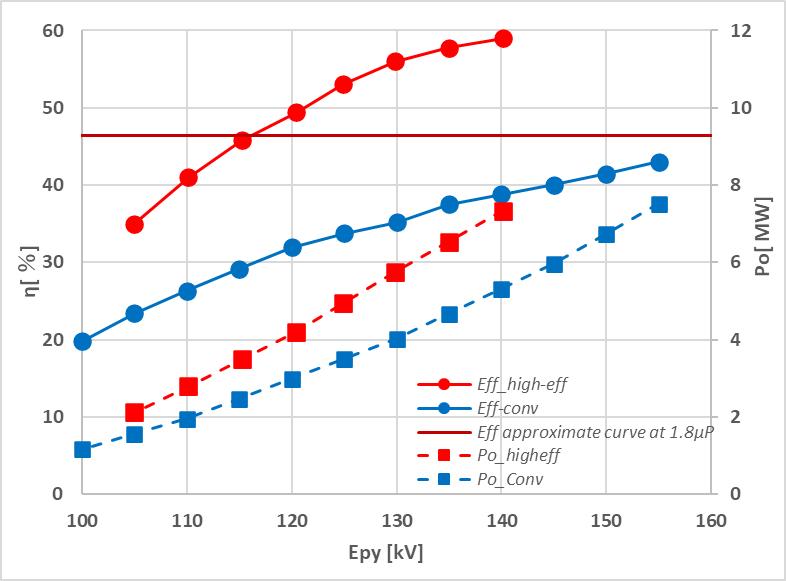 60
50
40
30
20
10
0
η[ %]
12
10
8
6
4
2
0
Po[ MW]
Eff_high-eff
Eff-conv
Eff approximate curve at 1.8μP
Po_higheff
Po_Conv
100 110 120 130 140 150 160
Epy [kV]